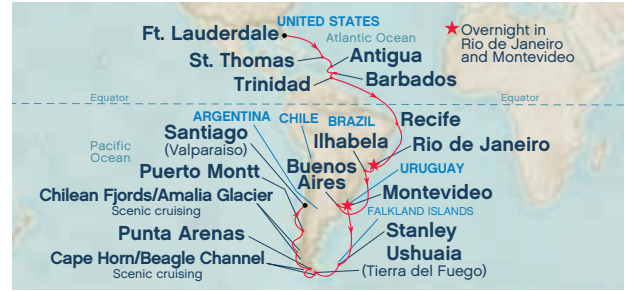 UNITED STATES
Ft. Lauderdale
Atlantic Ocean
Overnight in
Rio de Janeiro
and Montevideo
St. Thomas
Antigua
Trinidad
Barbados
Equator
Equator
ARGENTINA
CHILE
BRAZIL
Recife
Santiago
(Valparaiso)
Ilhabela
Rio de Janeiro
Pacific
Ocean
Puerto Montt
Buenos
Aires
URUGUAY
Chilean Fjords/Amalia Glacier
Scenic cruising
Montevideo
FALKLAND ISLANDS
Punta Arenas
Stanley
Cape Horn/Beagle Channel
Scenic cruising
Ushuaia
(Tierra del Fuego)